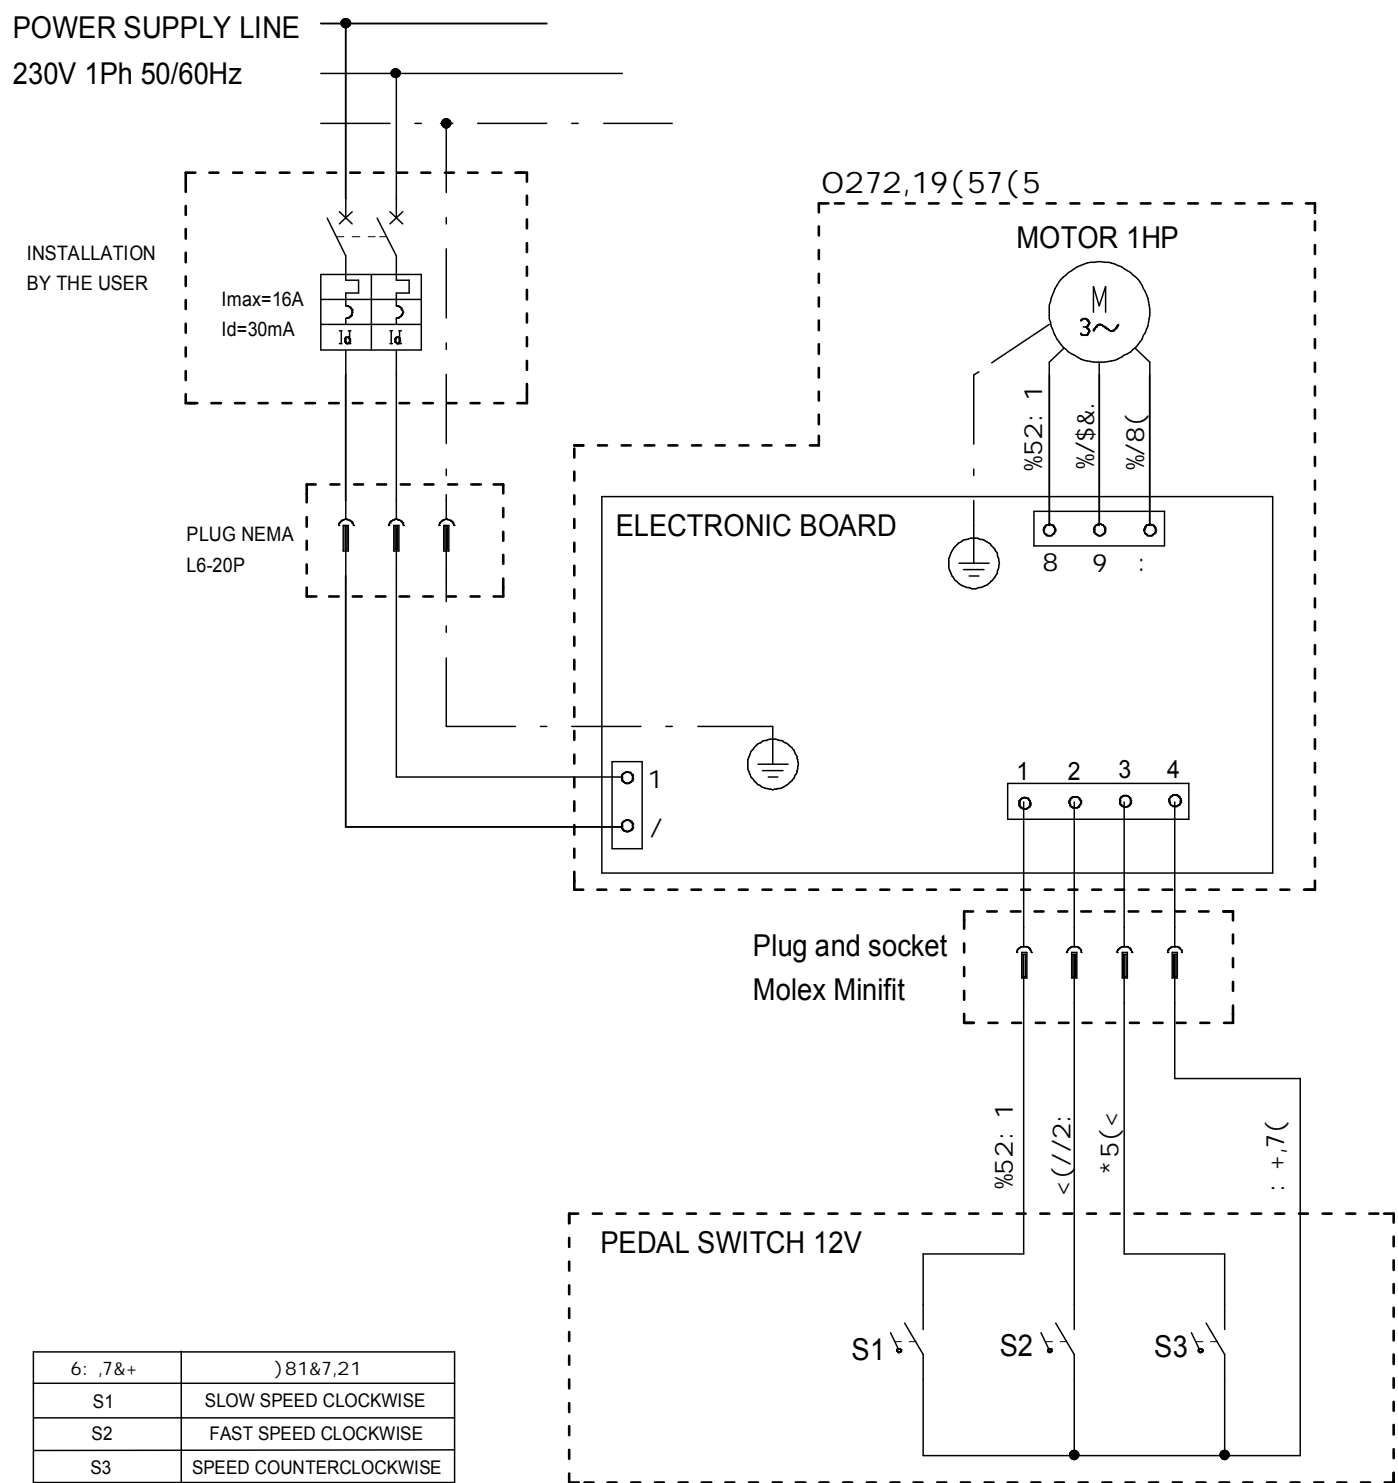 POWER SUPPLY LINE
230V 1Ph 50/60Hz
O272,19(57(5
MOTOR 1HP
M
3~
INSTALLATION
BY THE USER
Imax=16A
Id=30mA
Id Id
%52: 1
%/$&.
%/8(
PLUG NEMA
L6-20P
ELECTRONIC BOARD
8 9 :
1
/
1 2 3 4
Plug and socket
Molex Minifit
%52: 1
<(//2:
*5(<
: +,7(
PEDAL SWITCH 12V
S1
S2
S3
6: ,7&+ )81&7,21
S1 SLOW SPEED CLOCKWISE
S2 FAST SPEED CLOCKWISE
S3 SPEED COUNTERCLOCKWISE